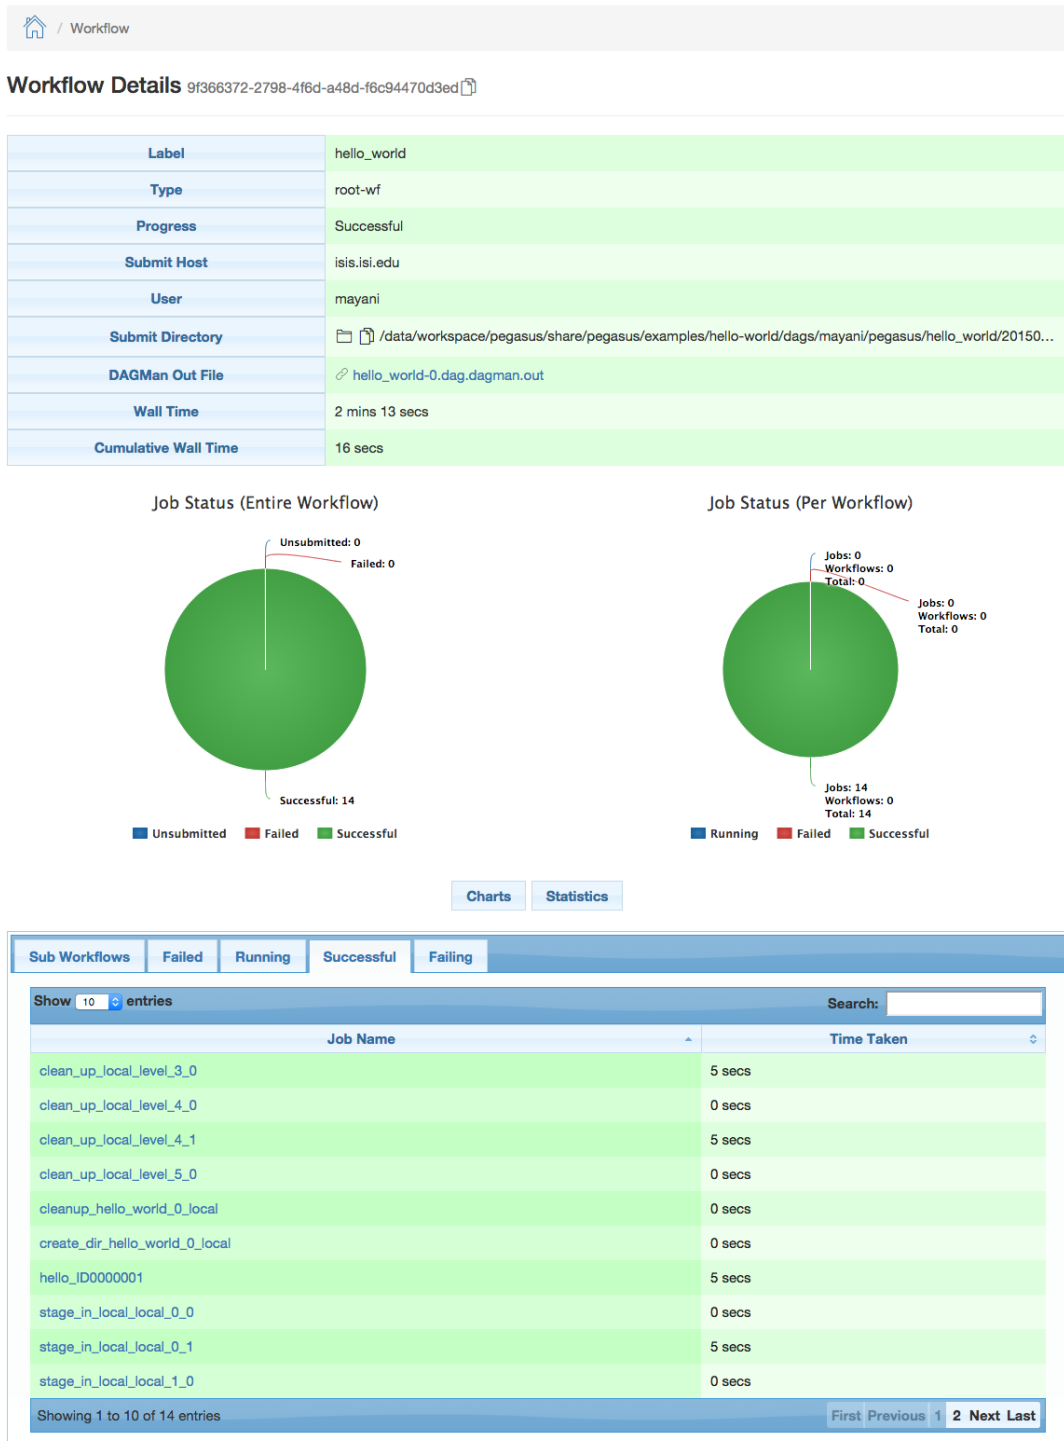 / Workflow
Workflow Details 9f366372-2798-4f6d-a48d-f6c94470d3ed
Label hello_world
Type root-wf
Progress Successful
Submit Host isis.isi.edu
User mayani
Submit Directory /data/workspace/pegasus/share/pegasus/examples/hello-world/dags/mayani/pegasus/hello_world/20150...
DAGMan Out File hello_world-0.dag.dagman.out
Wall Time 2 mins 13 secs
Cumulative Wall Time 16 secs
Job Status (Entire Workflow)
Unsubmitted: 0
Failed: 0
Successful: 14
Unsubmitted Failed Successful
Job Status (Per Workflow)
Jobs: 0
Workflows: 0
Total: 0
Jobs: 0
Workflows: 0
Total: 0
Jobs: 14
Workflows: 0
Total: 14
Running Failed Successful
Charts Statistics
Sub Workflows Failed Running Successful Failing
Show 10 entries Search:
Job Name Time Taken
clean_up_local_level_3_0 5 secs
clean_up_local_level_4_0 0 secs
clean_up_local_level_4_1 5 secs
clean_up_local_level_5_0 0 secs
cleanup_hello_world_0_local 0 secs
create_dir_hello_world_0_local 0 secs
hello_ID0000001 5 secs
stage_in_local_local_0_0 0 secs
stage_in_local_local_0_1 5 secs
stage_in_local_local_1_0 0 secs
Showing 1 to 10 of 14 entries First Previous 1 2 Next Last